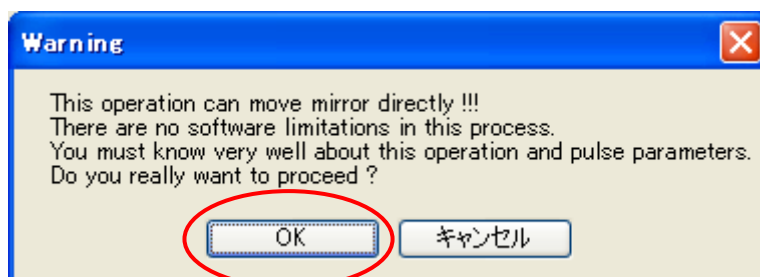 Warning
This operation can move mirror directly !!!
There are no software limitations in this process.
You must know very well about this operation and pulse parameters.
Do you really want to proceed ?
OK キャンセル